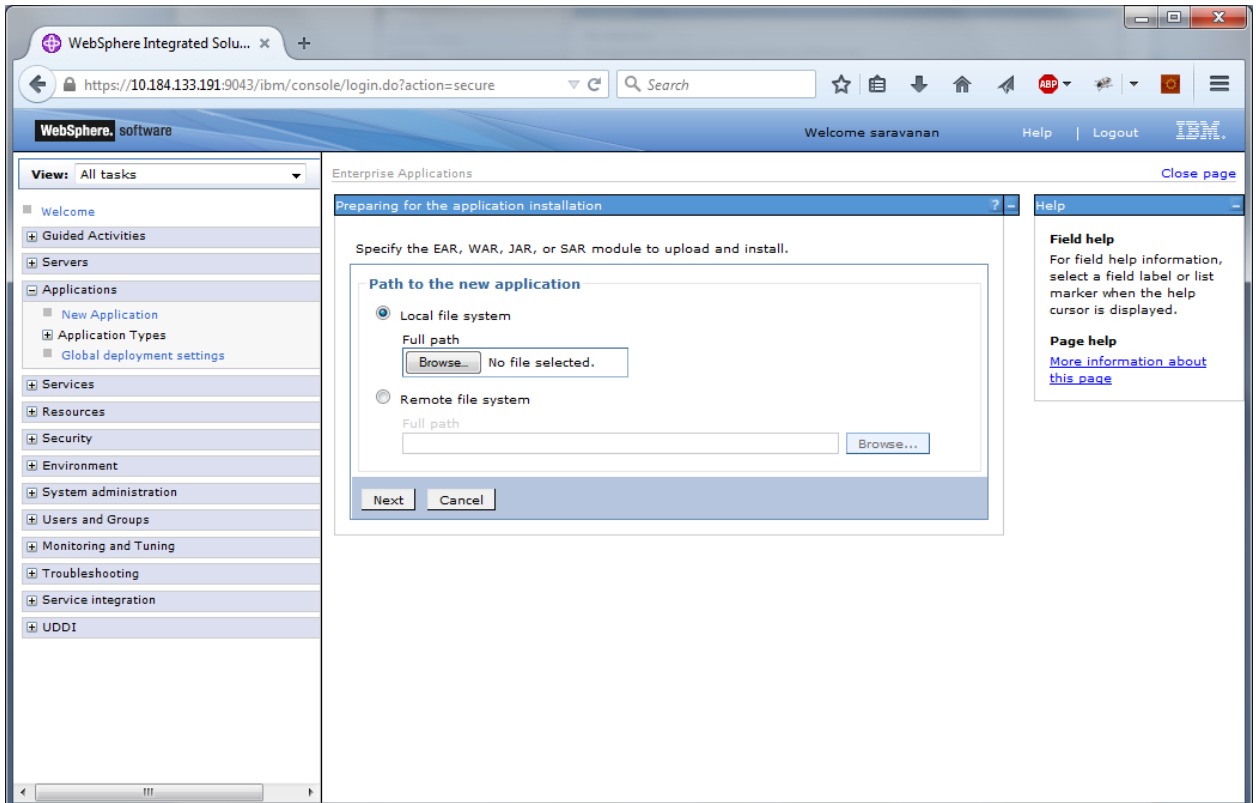 WebSphere Integrated Solu...
https://10.184.133.191:9043/ibm/console/login.do?action=secure
Search
ABP
WebSphere. software
Welcome saravanan
Help | Logout
IBM.
View: All tasks
Welcome
Guided Activities
Servers
Applications
New Application
Application Types
Global deployment settings
Services
Resources
Security
Environment
System administration
Users and Groups
Monitoring and Tuning
Troubleshooting
Service integration
UDDI
Enterprise Applications
Close page
Preparing for the application installation
?
Specify the EAR, WAR, JAR, or SAR module to upload and install.
Path to the new application
Local file system
Full path
Browse... No file selected.
Remote file system
Full path
Browse...
Next Cancel
Help
Field help
For field help information,
select a field label or list
marker when the help
cursor is displayed.
Page help
More information about
this page